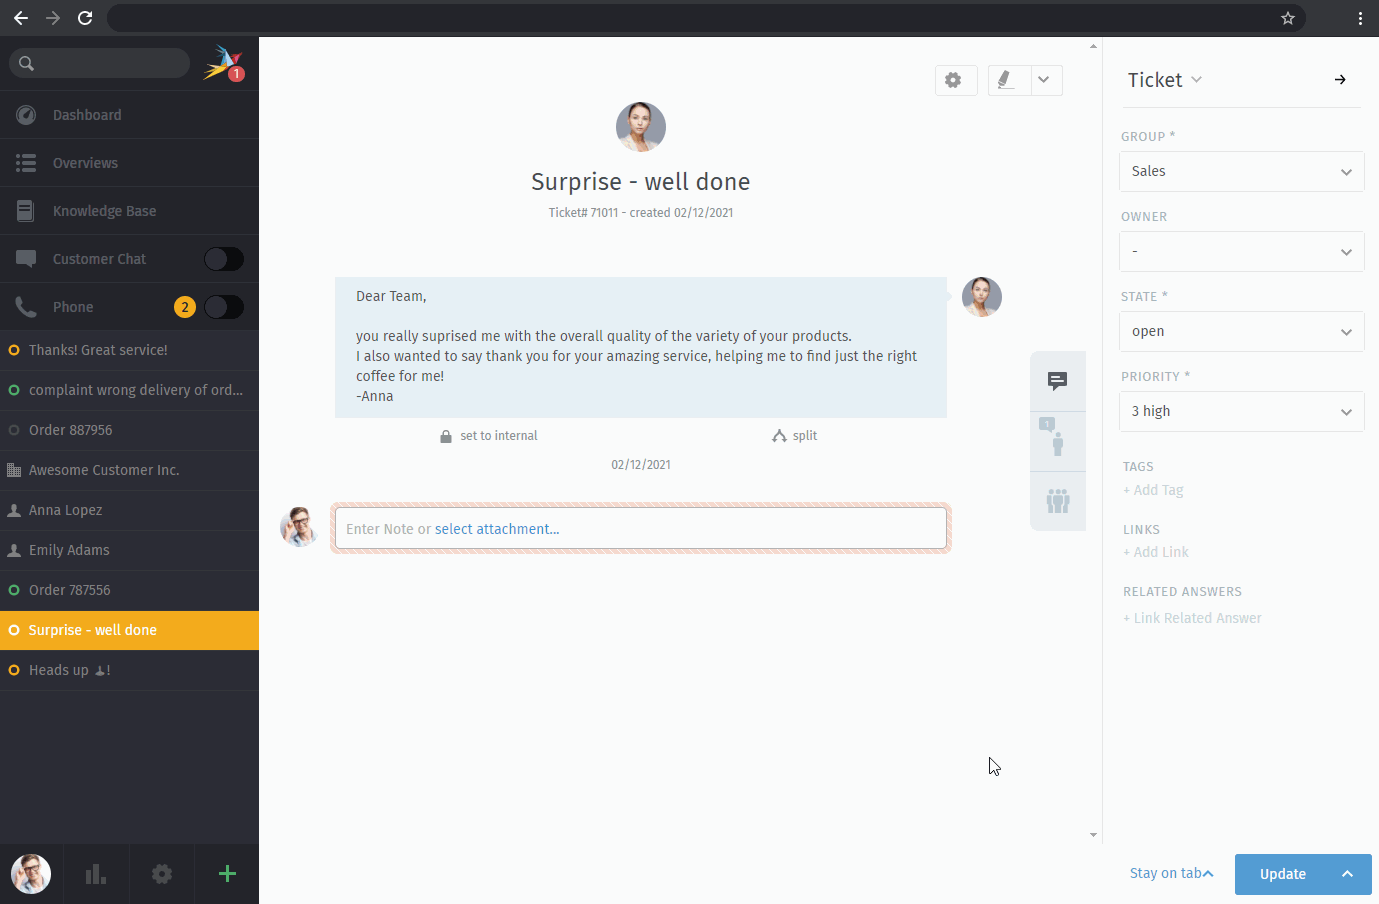 1
Dashboard
Overviews
Knowledge Base
Customer Chat
Phone
2
Thanks! Great service!
complaint wrong delivery of ord...
Order 887956
Awesome Customer Inc.
Anna Lopez
Emily Adams
Order 787556
Surprise - well done
Heads up !
Surprise - well done
Ticket# 71011 - created 02/12/2021
Dear Team,
you really suprised me with the overall quality of the variety of your products.
I also wanted to say thank you for your amazing service, helping me to find just the right
coffee for me!
-Anna
set to internal
split
02/12/2021
Enter Note or select attachment...
1
Ticket
GROUP *
Sales
OWNER
-
STATE *
open
PRIORITY *
3 high
TAGS
+ Add Tag
LINKS
+ Add Link
RELATED ANSWERS
+ Link Related Answer
Stay on tab
Update